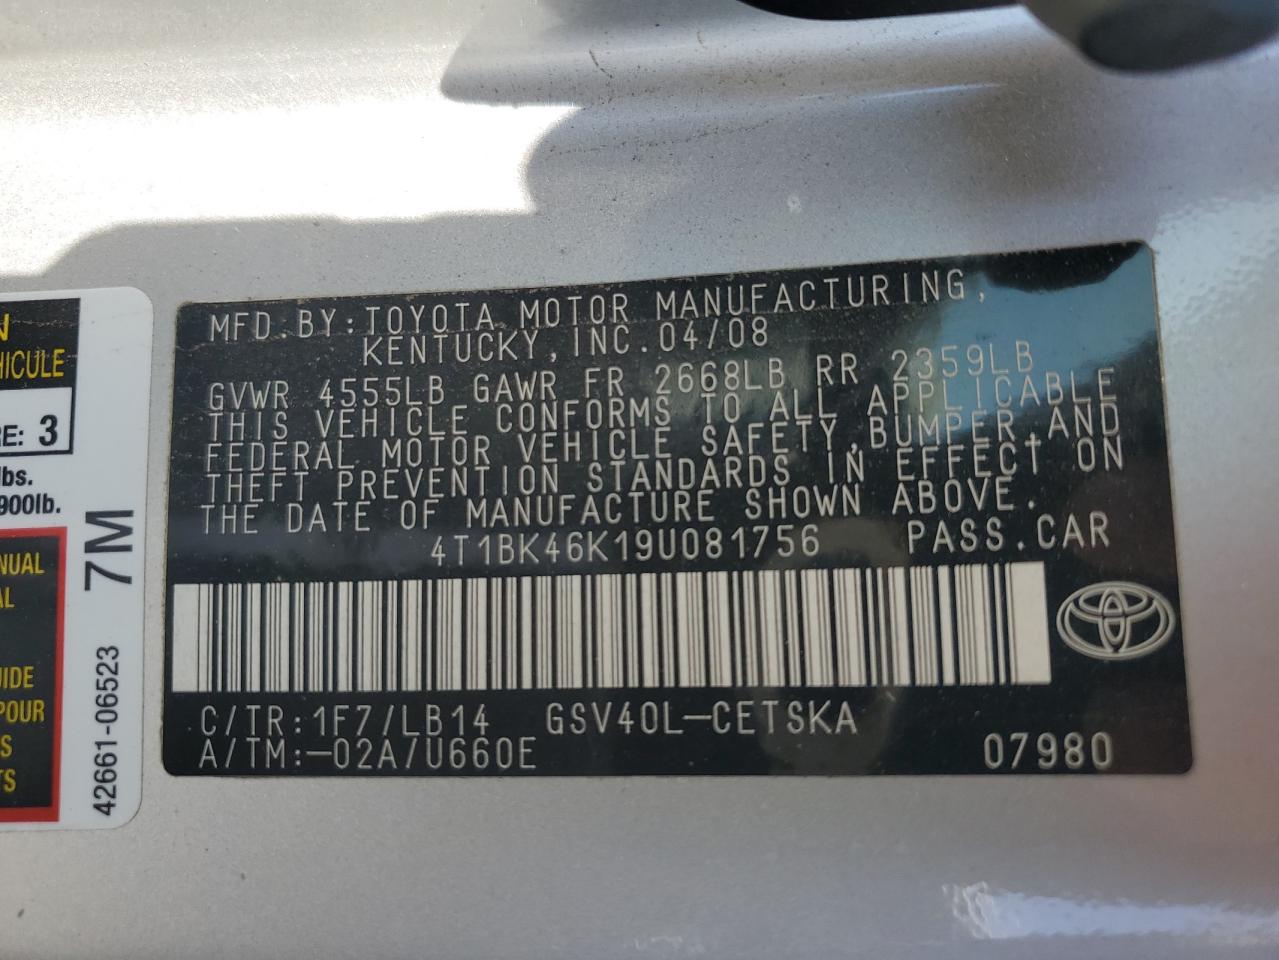 N
HICULE
RE: 3
lbs.
900lb.
NUAL
AL
UIDE
POUR
S
TS
7M
42661-06523
MFD.BY:TOYOTA MOTOR MANUFACTURING,
KENTUCKY,INC.04/08
GVWR 4555LB GAWR FR 2668LB RR 2359LB
THIS VEHICLE CONFORMS TO ALL APPLICABLE
FEDERAL MOTOR VEHICLE SAFETY,BUMPER,AND
THEFT PREVENTION STANDARDS IN EFFECT ON
THE DATE OF MANUFACTURE SHOWN ABOVE.
4T1BK46K19U081756 PASS.CAR
C/TR:1F7/LB14 GSV40L-CETSKA
A/TM:-02A/U660E 07980